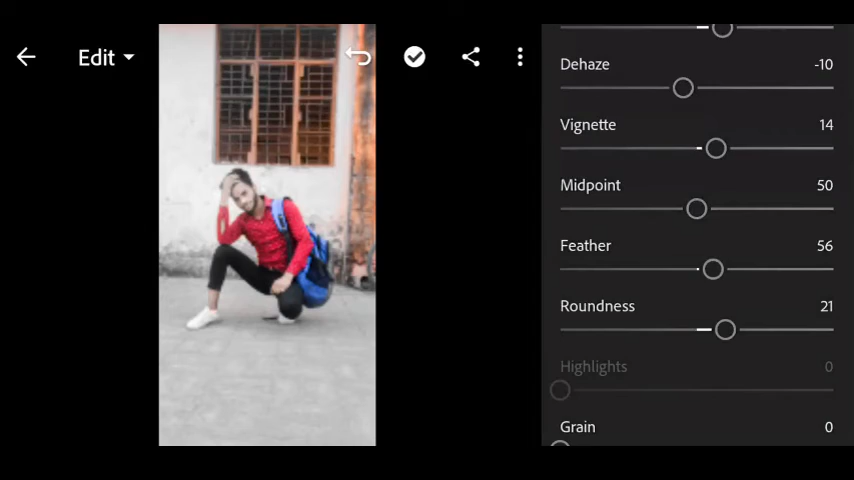 Edit
Dehaze -10
Vignette 14
Midpoint 50
Feather 56
Roundness 21
Highlights 0
Grain 0